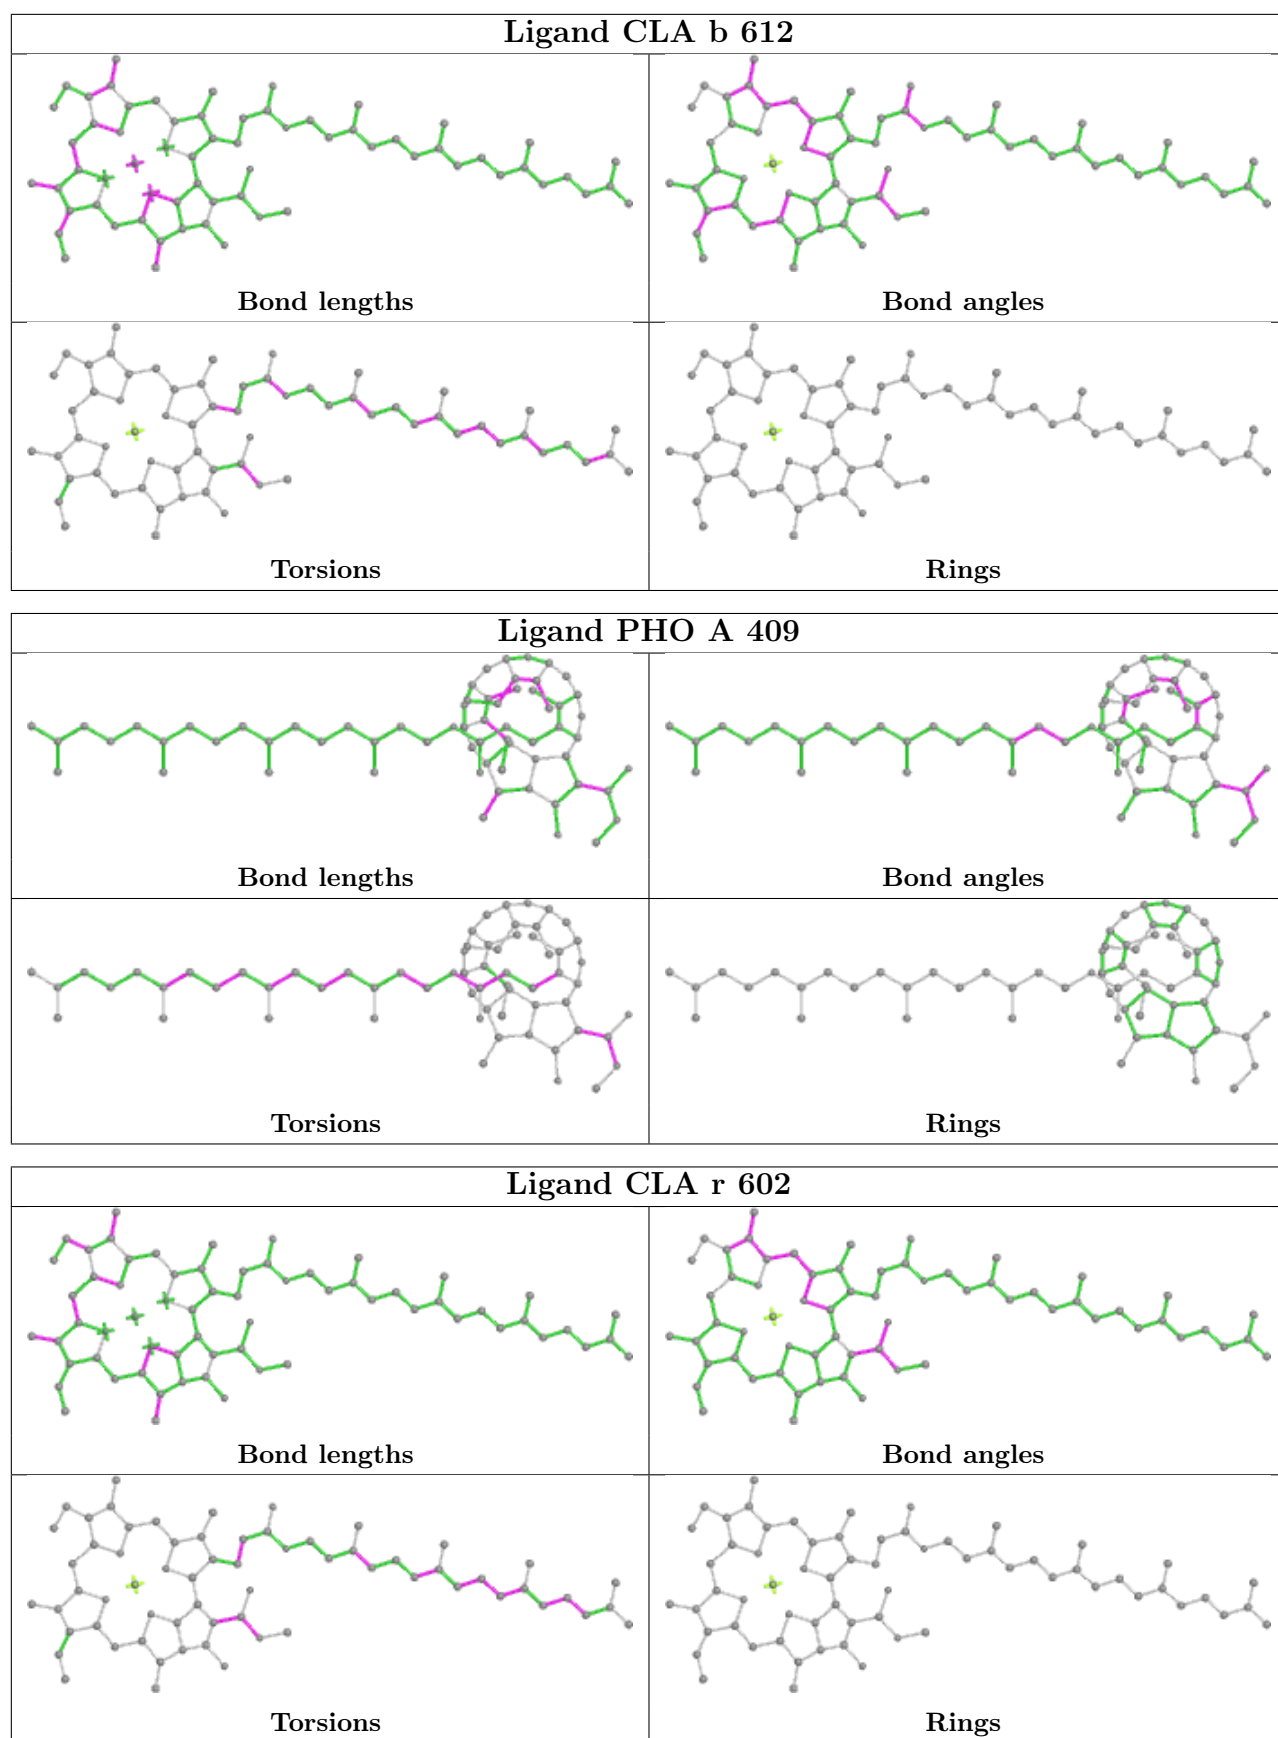 Ligand CLA b 612
Bond lengths
Bond angles
Torsions
Rings
Ligand PHO A 409
Bond lengths
Bond angles
Torsions
Rings
Ligand CLA r 602
Bond lengths
Bond angles
Torsions
Rings